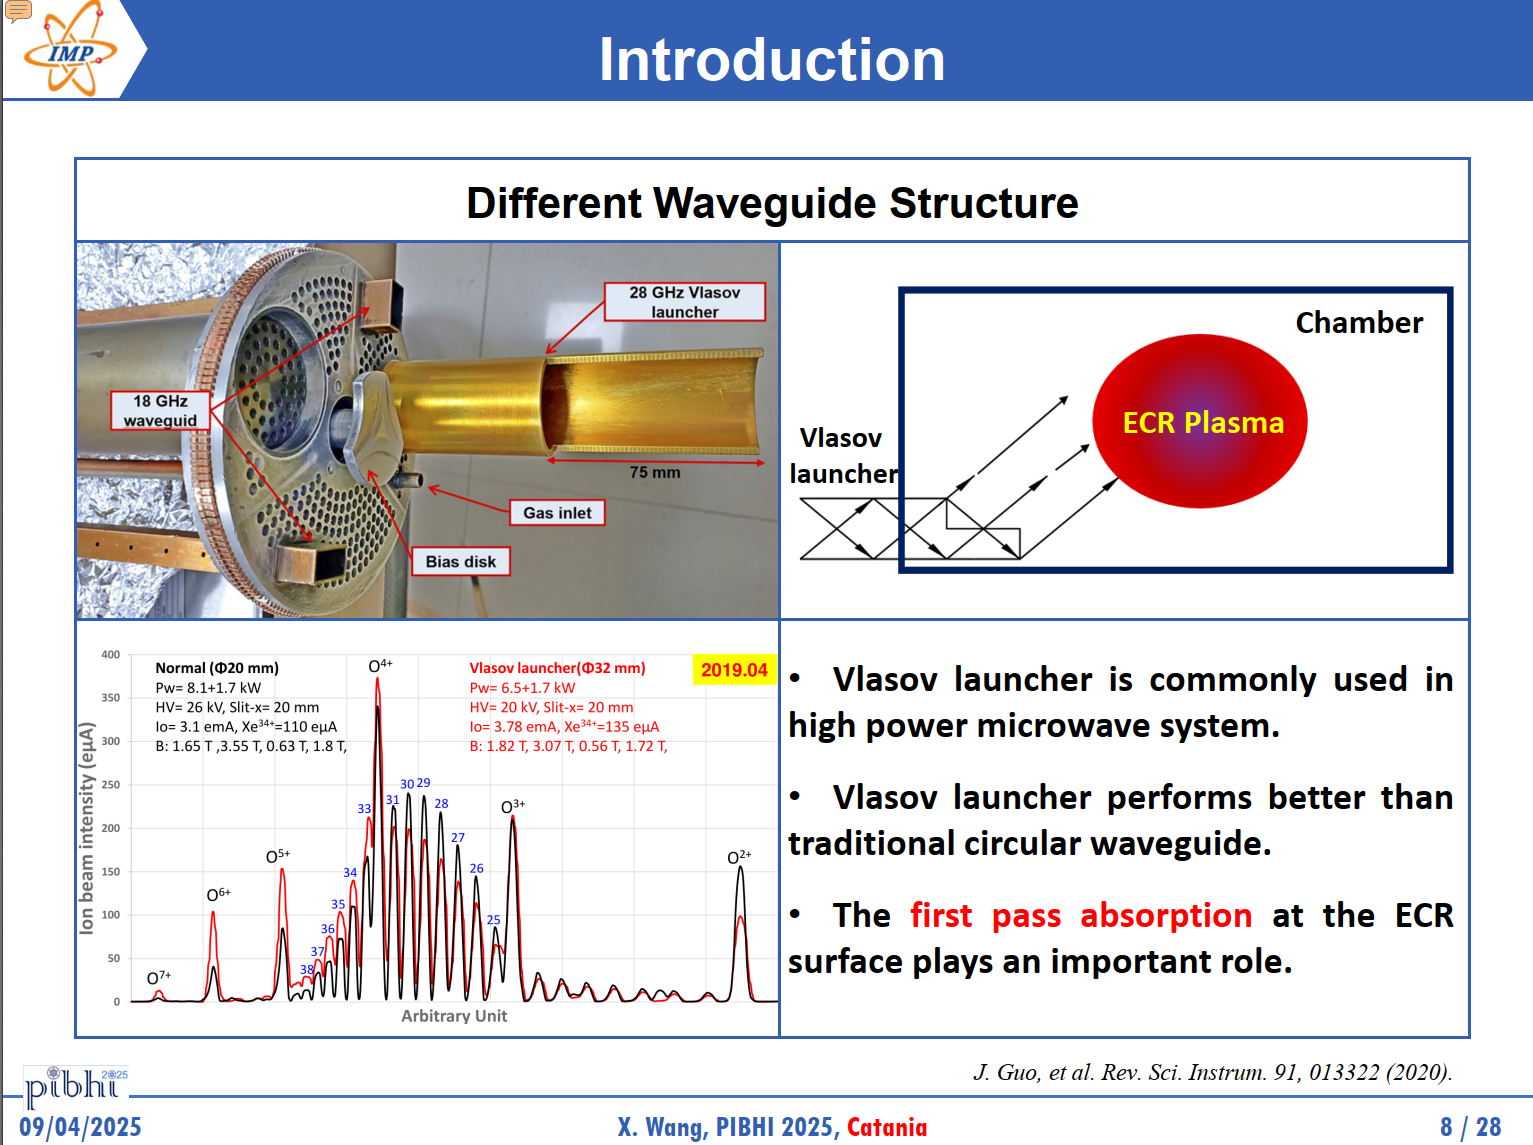 IMP
Introduction
Different Waveguide Structure
28 GHz Vlasov
launcher
18 GHz
waveguid
75 mm
Gas inlet
Bias disk
Chamber
ECR Plasma
Vlasov
launcher
400
350
300
250
200
150
100
50
0
Ion beam intensity (eµA)
Arbitrary Unit
Normal (Φ20 mm)
Pw= 8.1+1.7 kW
HV= 26 kV, Slit-x= 20 mm
Io= 3.1 emA, Xe³⁴⁺=110 eµA
B: 1.65 T ,3.55 T, 0.63 T, 1.8 T,
Vlasov launcher(Φ32 mm)
Pw= 6.5+1.7 kW
HV= 20 kV, Slit-x= 20 mm
Io= 3.78 emA, Xe³⁴⁺=135 eµA
B: 1.82 T, 3.07 T, 0.56 T, 1.72 T,
2019.04
O⁷⁺
O⁶⁺
O⁵⁺
38
37
36
35
34
33
O⁴⁺
31
30
29
28
27
26
25
O³⁺
O²⁺
• Vlasov launcher is commonly used in
high power microwave system.
• Vlasov launcher performs better than
traditional circular waveguide.
• The first pass absorption at the ECR
surface plays an important role.
J. Guo, et al. Rev. Sci. Instrum. 91, 013322 (2020).
pibhi 2025
09/04/2025
X. Wang, PIBHI 2025, Catania
8 / 28